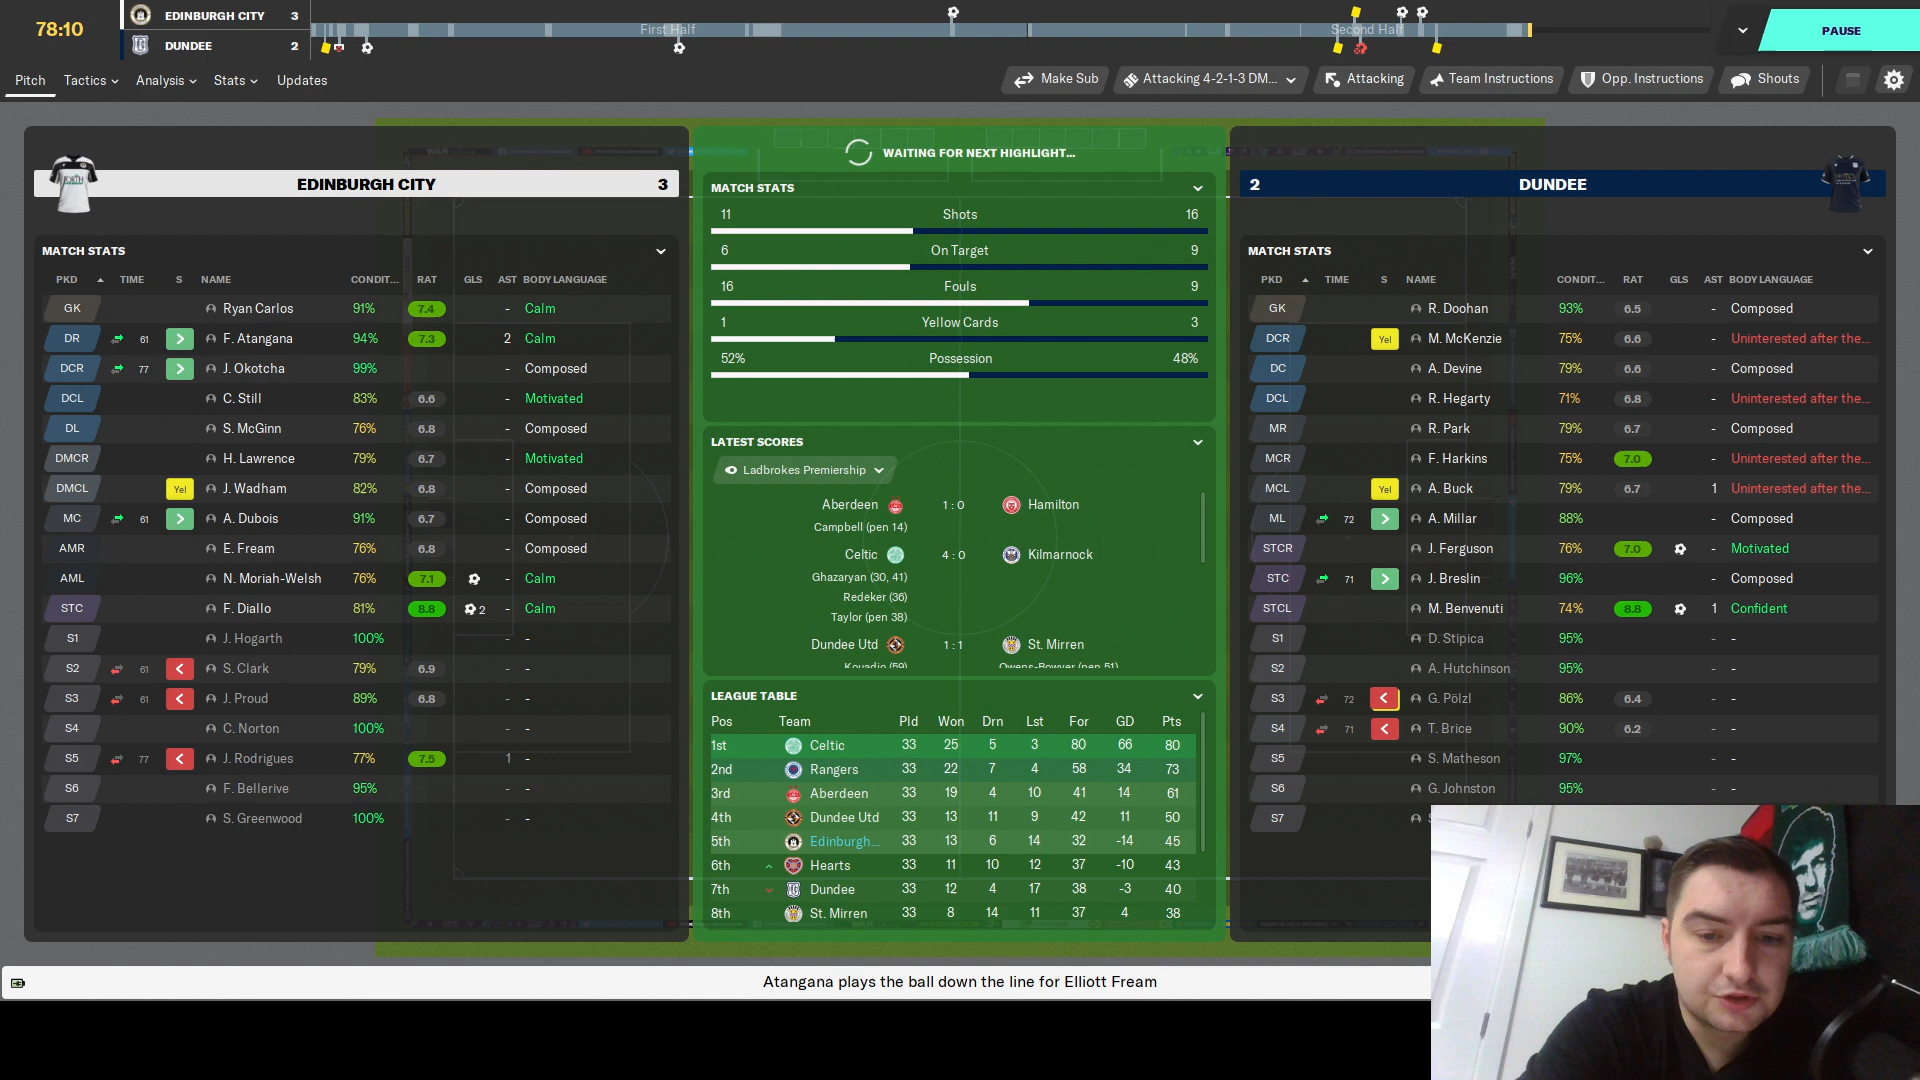 78:10
EDINBURGH CITY 3
DUNDEE 2
First Half
Second Half
PAUSE
Pitch Tactics Analysis Stats Updates
Make Sub Attacking 4-2-1-3 DM... Attacking Team Instructions Opp. Instructions Shouts
EDINBURGH CITY 3
MATCH STATS
PKD TIME S NAME CONDIT... RAT GLS AST BODY LANGUAGE
GK Ryan Carlos 91% 7.4 - Calm
DR 61 F. Atangana 94% 7.3 2 Calm
DCR 77 J. Okotcha 99% - Composed
DCL C. Still 83% 6.6 - Motivated
DL S. McGinn 76% 6.8 - Composed
DMCR H. Lawrence 79% 6.7 - Motivated
DMCL Yel J. Wadham 82% 6.8 - Composed
MC 61 A. Dubois 91% 6.7 - Composed
AMR E. Fream 76% 6.8 - Composed
AML N. Moriah-Welsh 76% 7.1 - Calm
STC F. Diallo 81% 8.8 2 - Calm
S1 J. Hogarth 100% - -
S2 61 S. Clark 79% 6.9 - -
S3 61 J. Proud 89% 6.8 - -
S4 C. Norton 100% - -
S5 77 J. Rodrigues 77% 7.5 1 -
S6 F. Bellerive 95% - -
S7 S. Greenwood 100% - -
WAITING FOR NEXT HIGHLIGHT...
MATCH STATS
11 Shots 16
6 On Target 9
16 Fouls 9
1 Yellow Cards 3
52% Possession 48%
LATEST SCORES
Ladbrokes Premiership
Aberdeen 1 : 0 Hamilton
Campbell (pen 14)
Celtic 4 : 0 Kilmarnock
Ghazaryan (30, 41)
Redeker (36)
Taylor (pen 38)
Dundee Utd 1 : 1 St. Mirren
Kouadio (59) Owens-Bowyer (pen 51)
LEAGUE TABLE
Pos Team Pld Won Drn Lst For GD Pts
1st Celtic 33 25 5 3 80 66 80
2nd Rangers 33 22 7 4 58 34 73
3rd Aberdeen 33 19 4 10 41 14 61
4th Dundee Utd 33 13 11 9 42 11 50
5th Edinburgh... 33 13 6 14 32 -14 45
6th Hearts 33 11 10 12 37 -10 43
7th Dundee 33 12 4 17 38 -3 40
8th St. Mirren 33 8 14 11 37 4 38
2 DUNDEE
MATCH STATS
PKD TIME S NAME CONDIT... RAT GLS AST BODY LANGUAGE
GK R. Doohan 93% 6.5 - Composed
DCR Yel M. McKenzie 75% 6.6 - Uninterested after the...
DC A. Devine 79% 6.6 - Composed
DCL R. Hegarty 71% 6.8 - Uninterested after the...
MR R. Park 79% 6.7 - Composed
MCR F. Harkins 75% 7.0 - Uninterested after the...
MCL Yel A. Buck 79% 6.7 1 Uninterested after the...
ML 72 A. Millar 88% - Composed
STCR J. Ferguson 76% 7.0 - Motivated
STC 71 J. Breslin 96% - Composed
STCL M. Benvenuti 74% 8.8 1 Confident
S1 D. Stipica 95% - -
S2 A. Hutchinson 95% - -
S3 72 G. Pölzl 86% 6.4 - -
S4 71 T. Brice 90% 6.2 - -
S5 S. Matheson 97% - -
S6 G. Johnston 95% - -
S7
Atangana plays the ball down the line for Elliott Fream